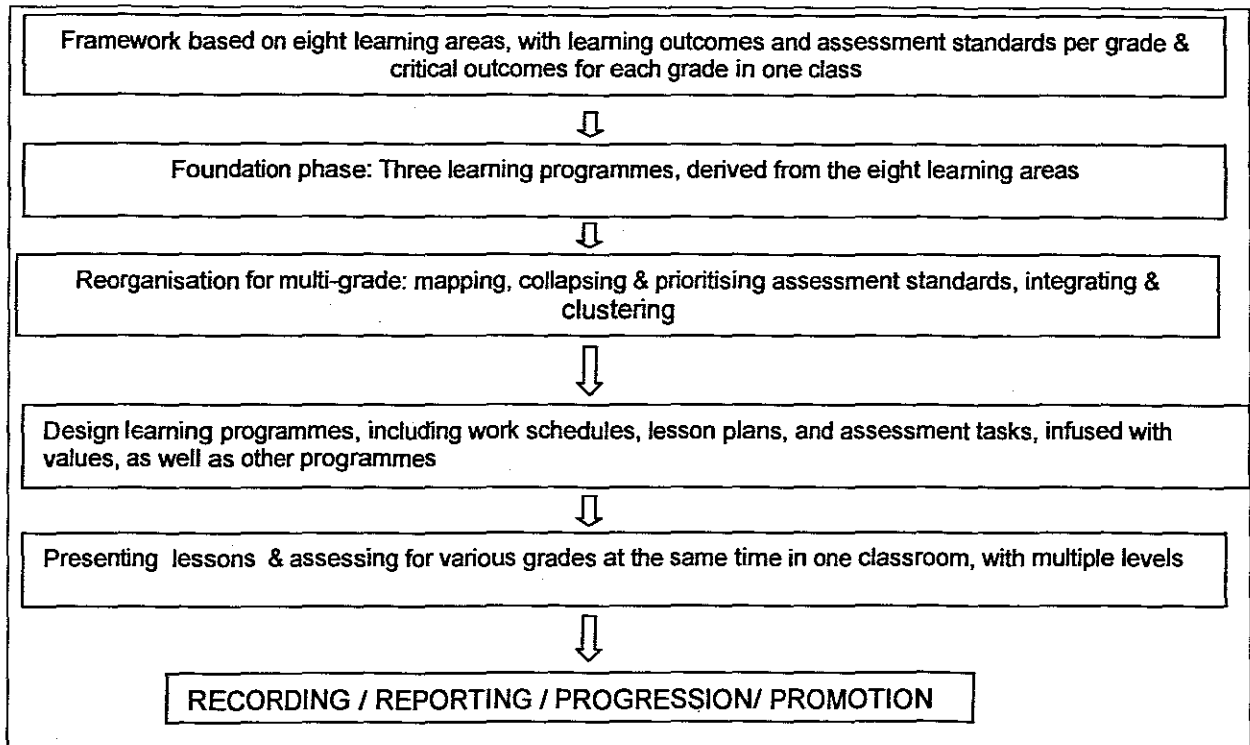 Framework based on eight learning areas, with learning outcomes and assessment standards per grade &
critical outcomes for each grade in one class
Foundation phase: Three learning programmes, derived from the eight learning areas
Reorganisation for multi-grade: mapping, collapsing & prioritising assessment standards, integrating &
clustering
Design learning programmes, including work schedules, lesson plans, and assessment tasks, infused with
values, as well as other programmes
Presenting lessons & assessing for various grades at the same time in one classroom, with multiple levels
RECORDING / REPORTING / PROGRESSION/ PROMOTION